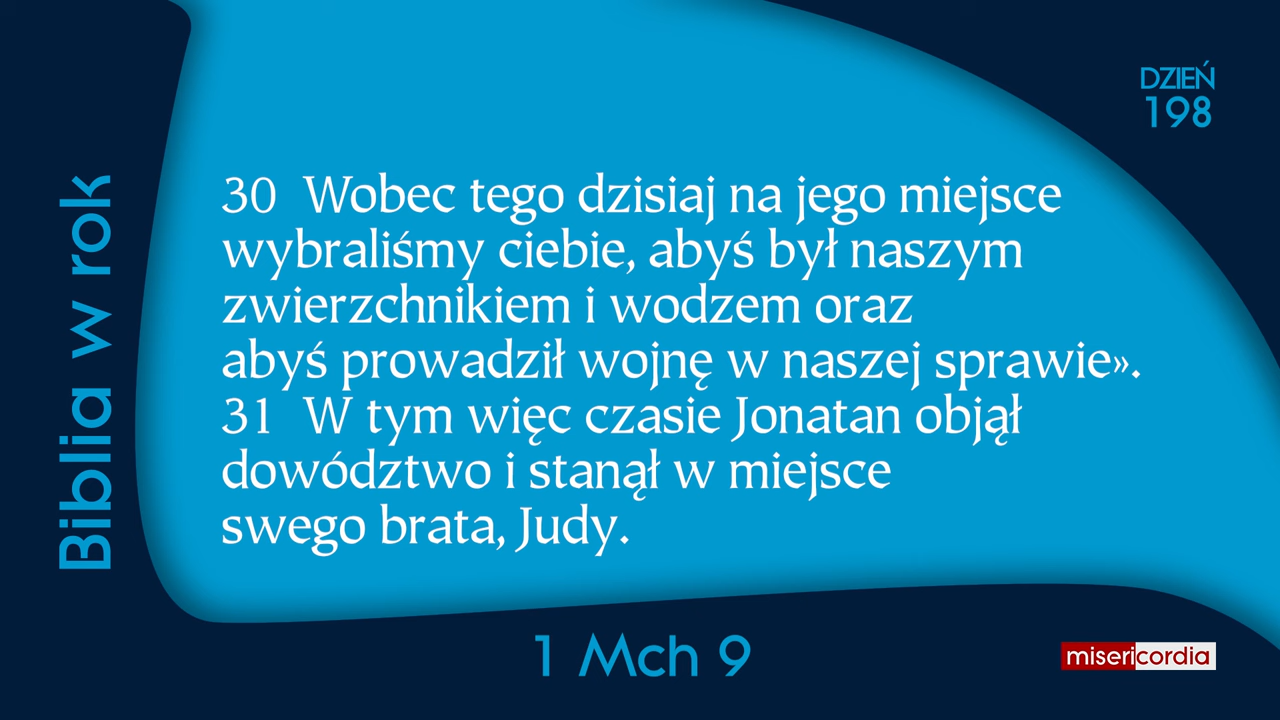 DZIEŃ
198
Biblia w rok
30 Wobec tego dzisiaj na jego miejsce
wybraliśmy ciebie, abyś był naszym
zwierzchnikiem i wodzem oraz
abyś prowadził wojnę w naszej sprawie».
31 W tym więc czasie Jonatan objął
dowództwo i stanął w miejsce
swego brata, Judy.
1 Mch 9
misericordia